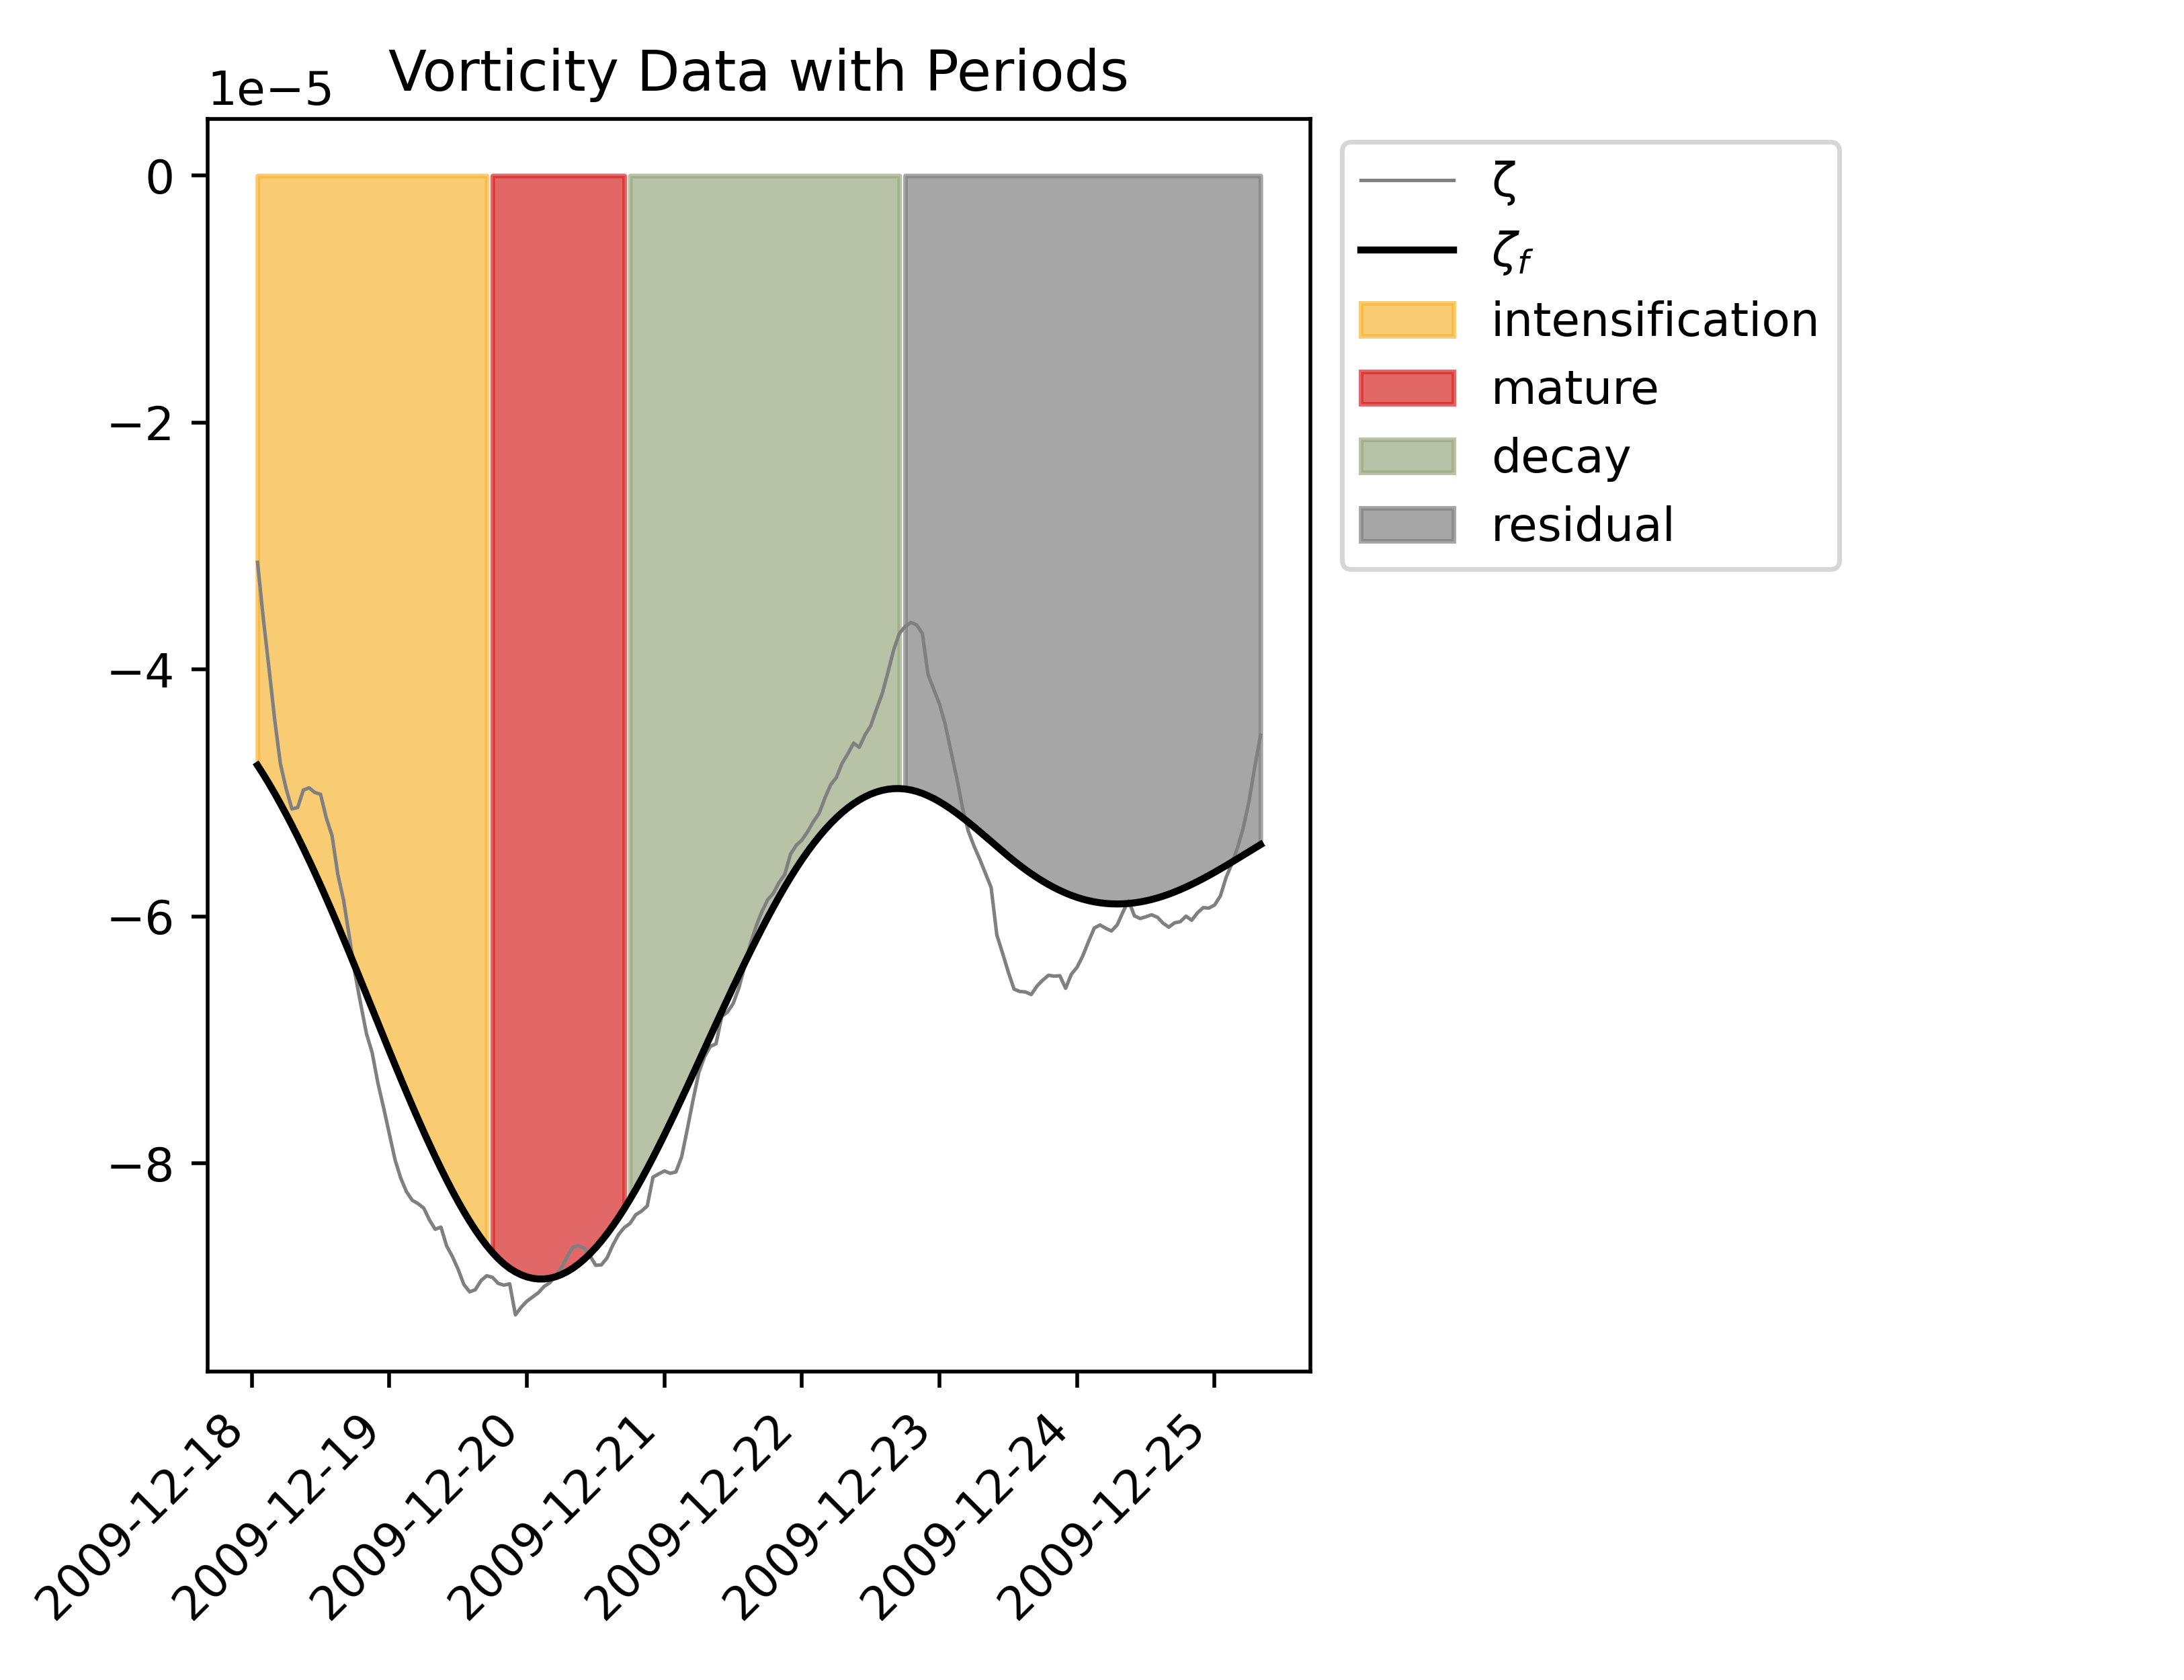 Vorticity Data with Periods
1e−5
0
−2
−4
−6
−8
2009-12-18
2009-12-19
2009-12-20
2009-12-21
2009-12-22
2009-12-23
2009-12-24
2009-12-25
ζ
ζf
intensification
mature
decay
residual